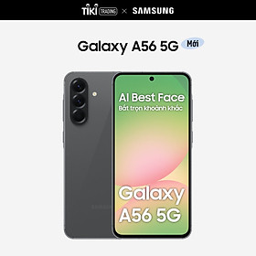 TIKI TRADING × SAMSUNG
Galaxy A56 5G Mới
AI Best Face
Bắt trọn khoảnh khắc
Galaxy
A56 5G